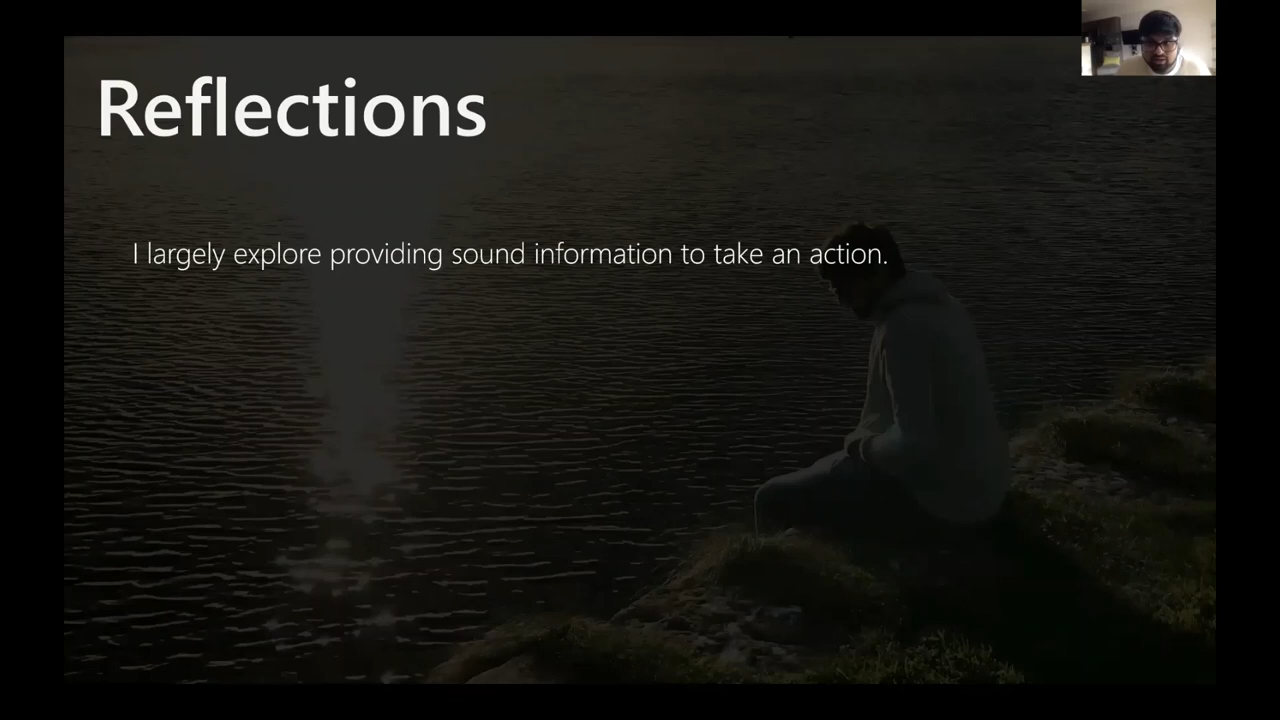 Reflections
I largely explore providing sound information to take an action.